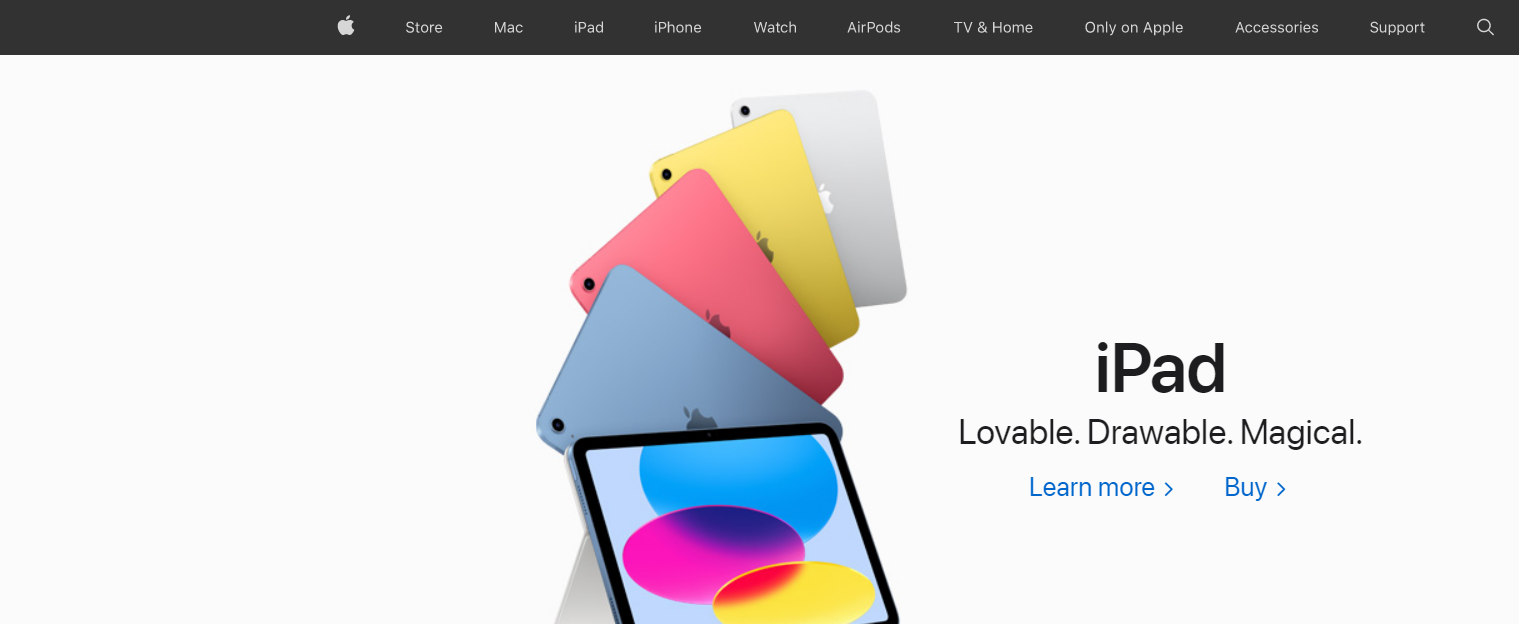 Store Mac iPad iPhone Watch AirPods TV & Home Only on Apple Accessories Support
iPad
Lovable. Drawable. Magical.
Learn more > Buy >